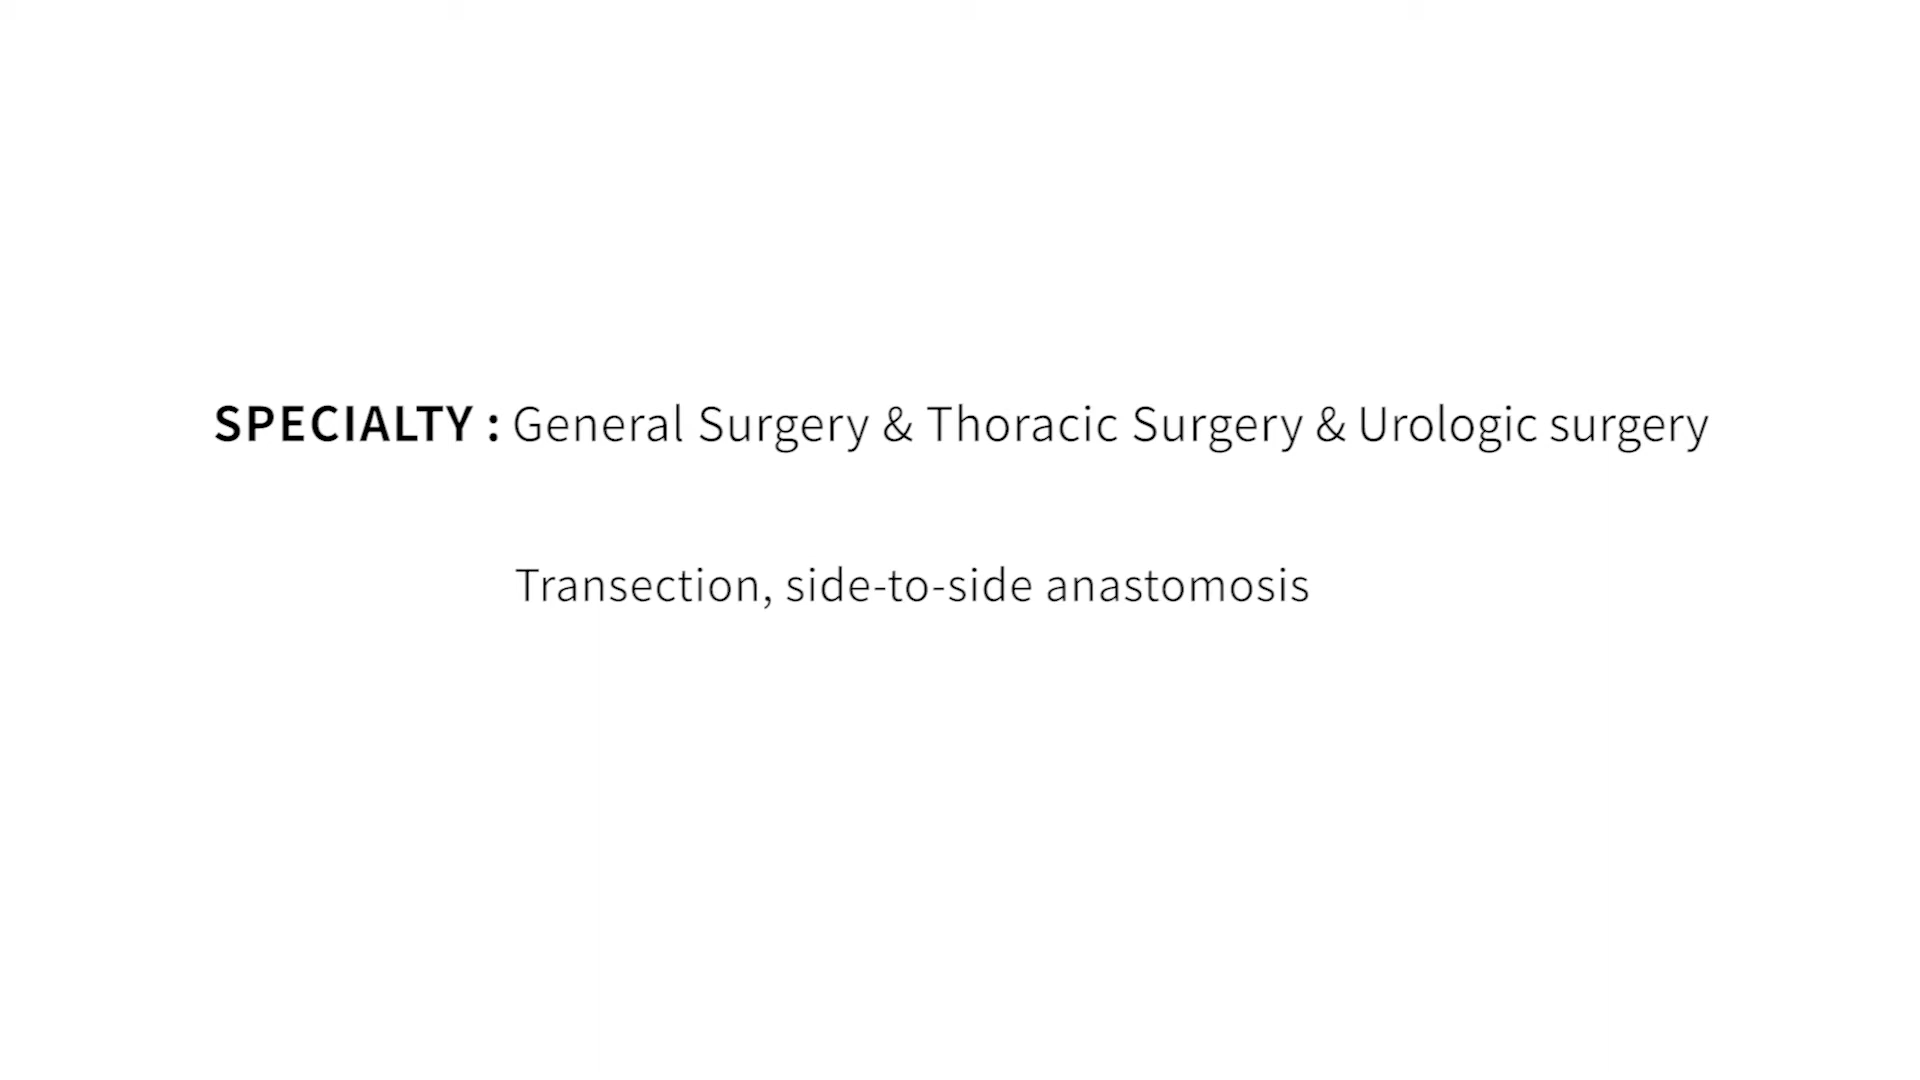 SPECIALTY : General Surgery & Thoracic Surgery & Urologic surgery
Transection, side-to-side anastomosis